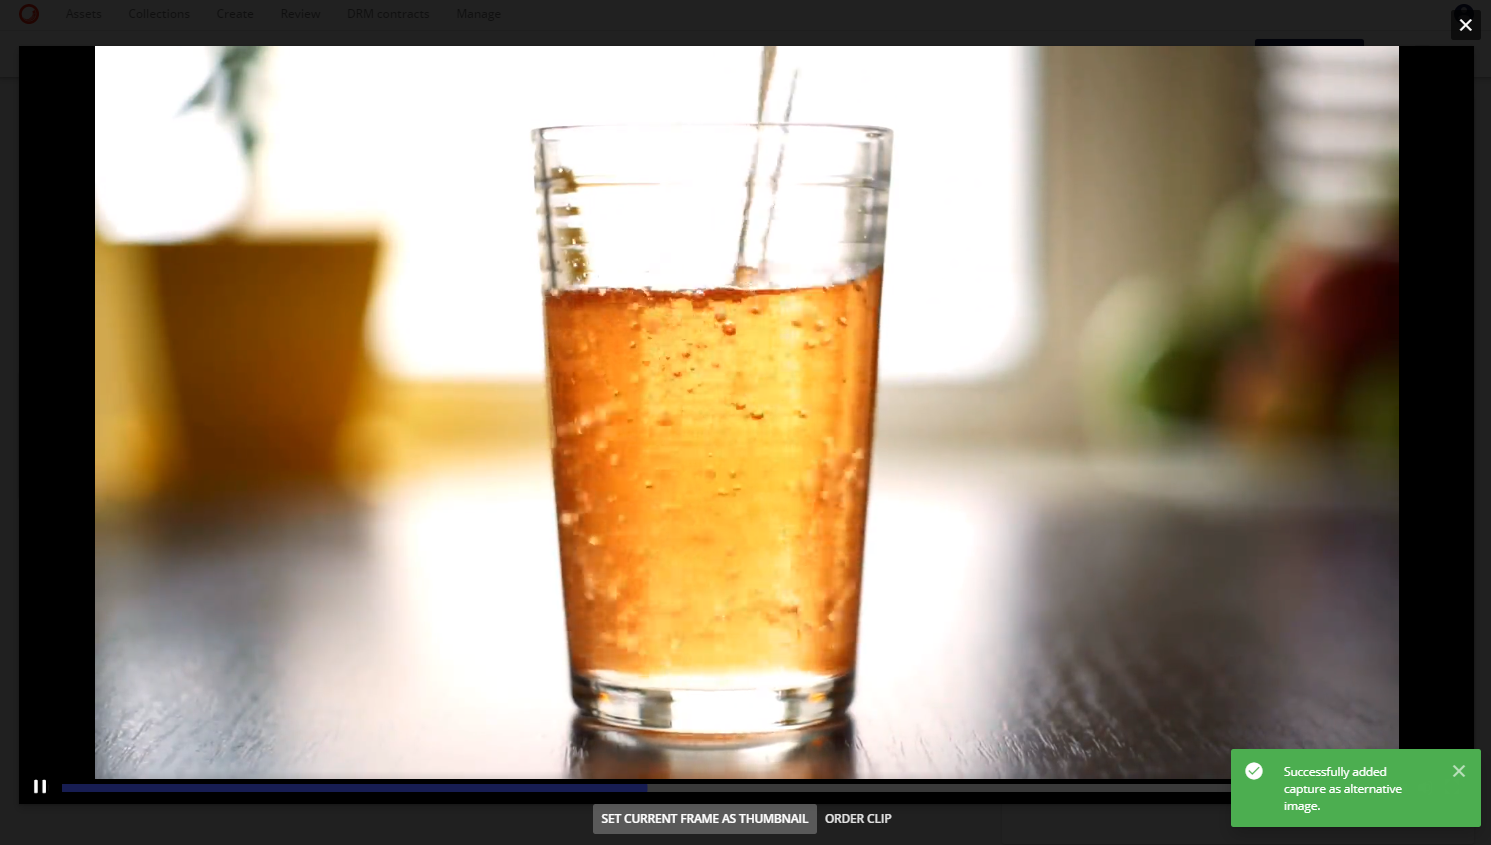 Assets Collections Create Review DRM contracts Manage
SET CURRENT FRAME AS THUMBNAIL ORDER CLIP
Successfully added
capture as alternative
image.